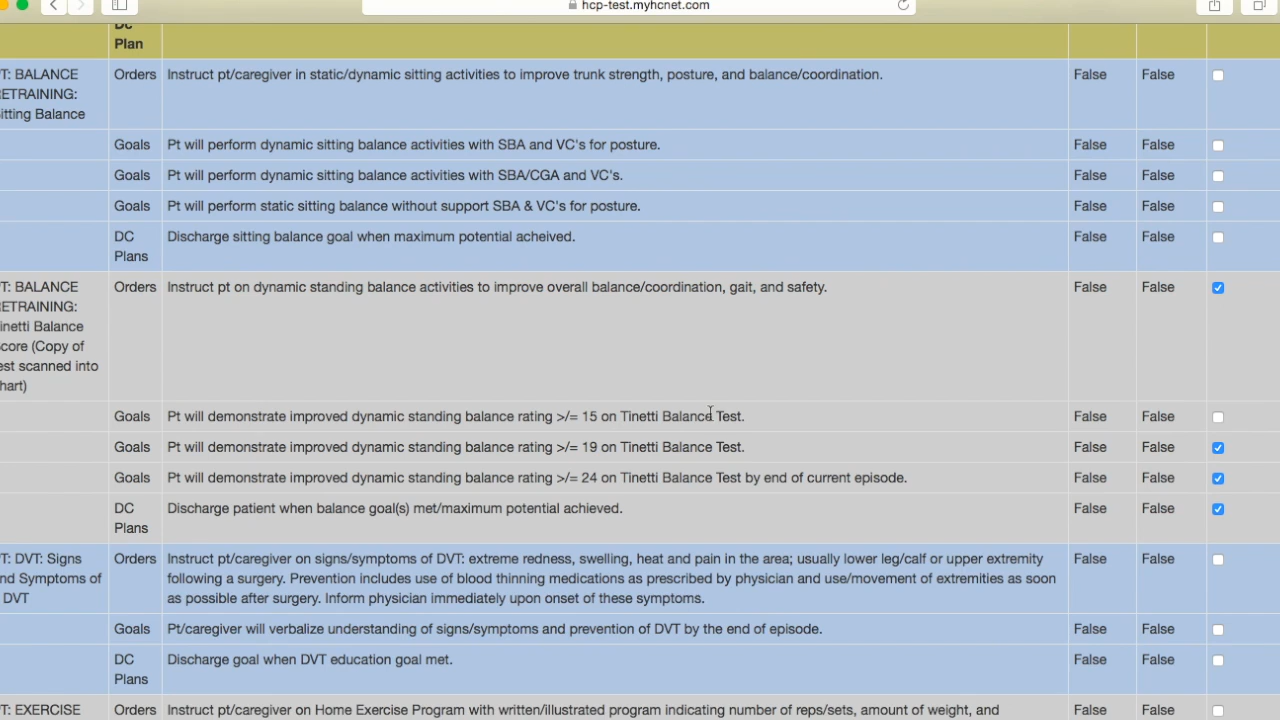 hcp-test.myhcnet.com
DC
Plan
T: BALANCE Orders Instruct pt/caregiver in static/dynamic sitting activities to improve trunk strength, posture, and balance/coordination. False False
ETRAINING:
itting Balance
Goals Pt will perform dynamic sitting balance activities with SBA and VC's for posture. False False
Goals Pt will perform dynamic sitting balance activities with SBA/CGA and VC's. False False
Goals Pt will perform static sitting balance without support SBA & VC's for posture. False False
DC Discharge sitting balance goal when maximum potential acheived. False False
Plans
T: BALANCE Orders Instruct pt on dynamic standing balance activities to improve overall balance/coordination, gait, and safety. False False
ETRAINING:
inetti Balance
core (Copy of
est scanned into
hart)
Goals Pt will demonstrate improved dynamic standing balance rating >/= 15 on Tinetti Balance Test. False False
Goals Pt will demonstrate improved dynamic standing balance rating >/= 19 on Tinetti Balance Test. False False
Goals Pt will demonstrate improved dynamic standing balance rating >/= 24 on Tinetti Balance Test by end of current episode. False False
DC Discharge patient when balance goal(s) met/maximum potential achieved. False False
Plans
T: DVT: Signs Orders Instruct pt/caregiver on signs/symptoms of DVT: extreme redness, swelling, heat and pain in the area; usually lower leg/calf or upper extremity False False
nd Symptoms of following a surgery. Prevention includes use of blood thinning medications as prescribed by physician and use/movement of extremities as soon
DVT as possible after surgery. Inform physician immediately upon onset of these symptoms.
Goals Pt/caregiver will verbalize understanding of signs/symptoms and prevention of DVT by the end of episode. False False
DC Discharge goal when DVT education goal met. False False
Plans
T: EXERCISE Orders Instruct pt/caregiver on Home Exercise Program with written/illustrated program indicating number of reps/sets, amount of weight, and False False